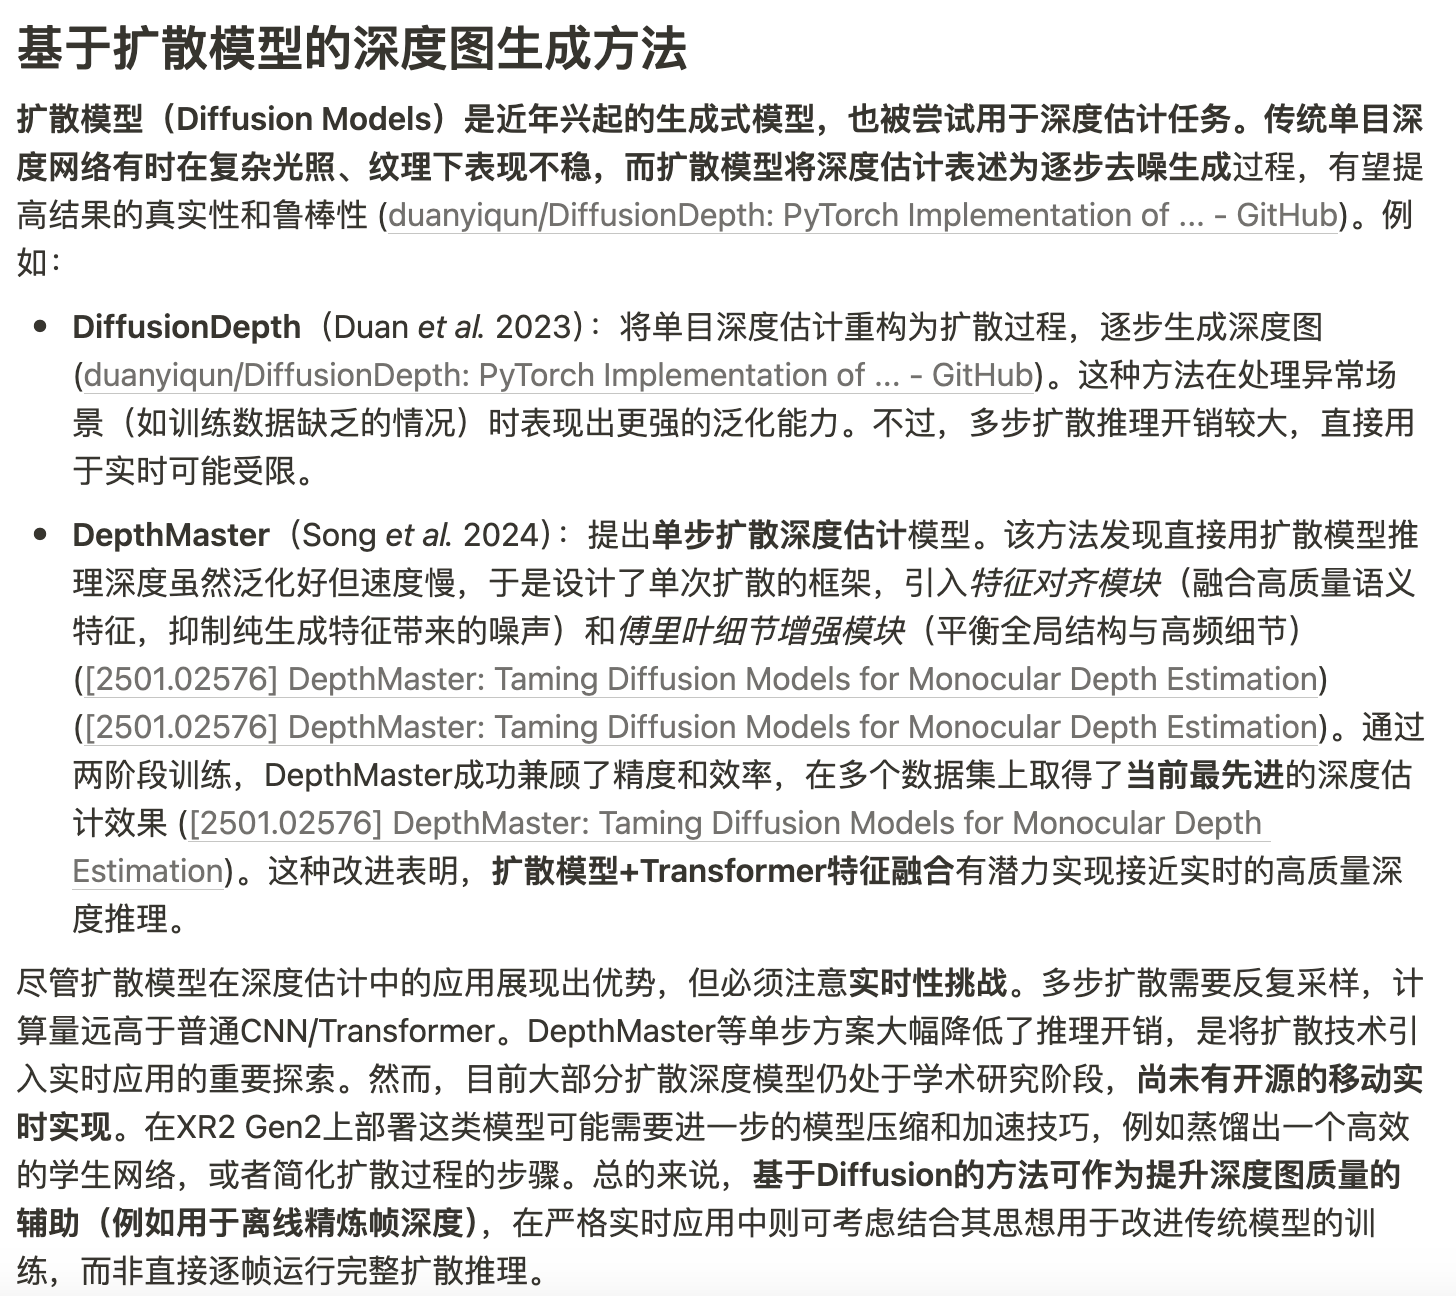 基于扩散模型的深度图生成方法
扩散模型（Diffusion Models）是近年兴起的生成式模型，也被尝试用于深度估计任务。传统单目深
度网络有时在复杂光照、纹理下表现不稳，而扩散模型将深度估计表述为逐步去噪生成过程，有望提
高结果的真实性和鲁棒性 (duanyiqun/DiffusionDepth: PyTorch Implementation of ... - GitHub)。例
如：
• DiffusionDepth（Duan et al. 2023）：将单目深度估计重构为扩散过程，逐步生成深度图
(duanyiqun/DiffusionDepth: PyTorch Implementation of ... - GitHub)。这种方法在处理异常场
景（如训练数据缺乏的情况）时表现出更强的泛化能力。不过，多步扩散推理开销较大，直接用
于实时可能受限。
• DepthMaster（Song et al. 2024）：提出单步扩散深度估计模型。该方法发现直接用扩散模型推
理深度虽然泛化好但速度慢，于是设计了单次扩散的框架，引入特征对齐模块（融合高质量语义
特征，抑制纯生成特征带来的噪声）和傅里叶细节增强模块（平衡全局结构与高频细节）
([2501.02576] DepthMaster: Taming Diffusion Models for Monocular Depth Estimation)
([2501.02576] DepthMaster: Taming Diffusion Models for Monocular Depth Estimation)。通过
两阶段训练，DepthMaster成功兼顾了精度和效率，在多个数据集上取得了当前最先进的深度估
计效果 ([2501.02576] DepthMaster: Taming Diffusion Models for Monocular Depth
Estimation)。这种改进表明，扩散模型+Transformer特征融合有潜力实现接近实时的高质量深
度推理。
尽管扩散模型在深度估计中的应用展现出优势，但必须注意实时性挑战。多步扩散需要反复采样，计
算量远高于普通CNN/Transformer。DepthMaster等单步方案大幅降低了推理开销，是将扩散技术引
入实时应用的重要探索。然而，目前大部分扩散深度模型仍处于学术研究阶段，尚未有开源的移动实
时实现。在XR2 Gen2上部署这类模型可能需要进一步的模型压缩和加速技巧，例如蒸馏出一个高效
的学生网络，或者简化扩散过程的步骤。总的来说，基于Diffusion的方法可作为提升深度图质量的
辅助（例如用于离线精炼帧深度），在严格实时应用中则可考虑结合其思想用于改进传统模型的训
练，而非直接逐帧运行完整扩散推理。